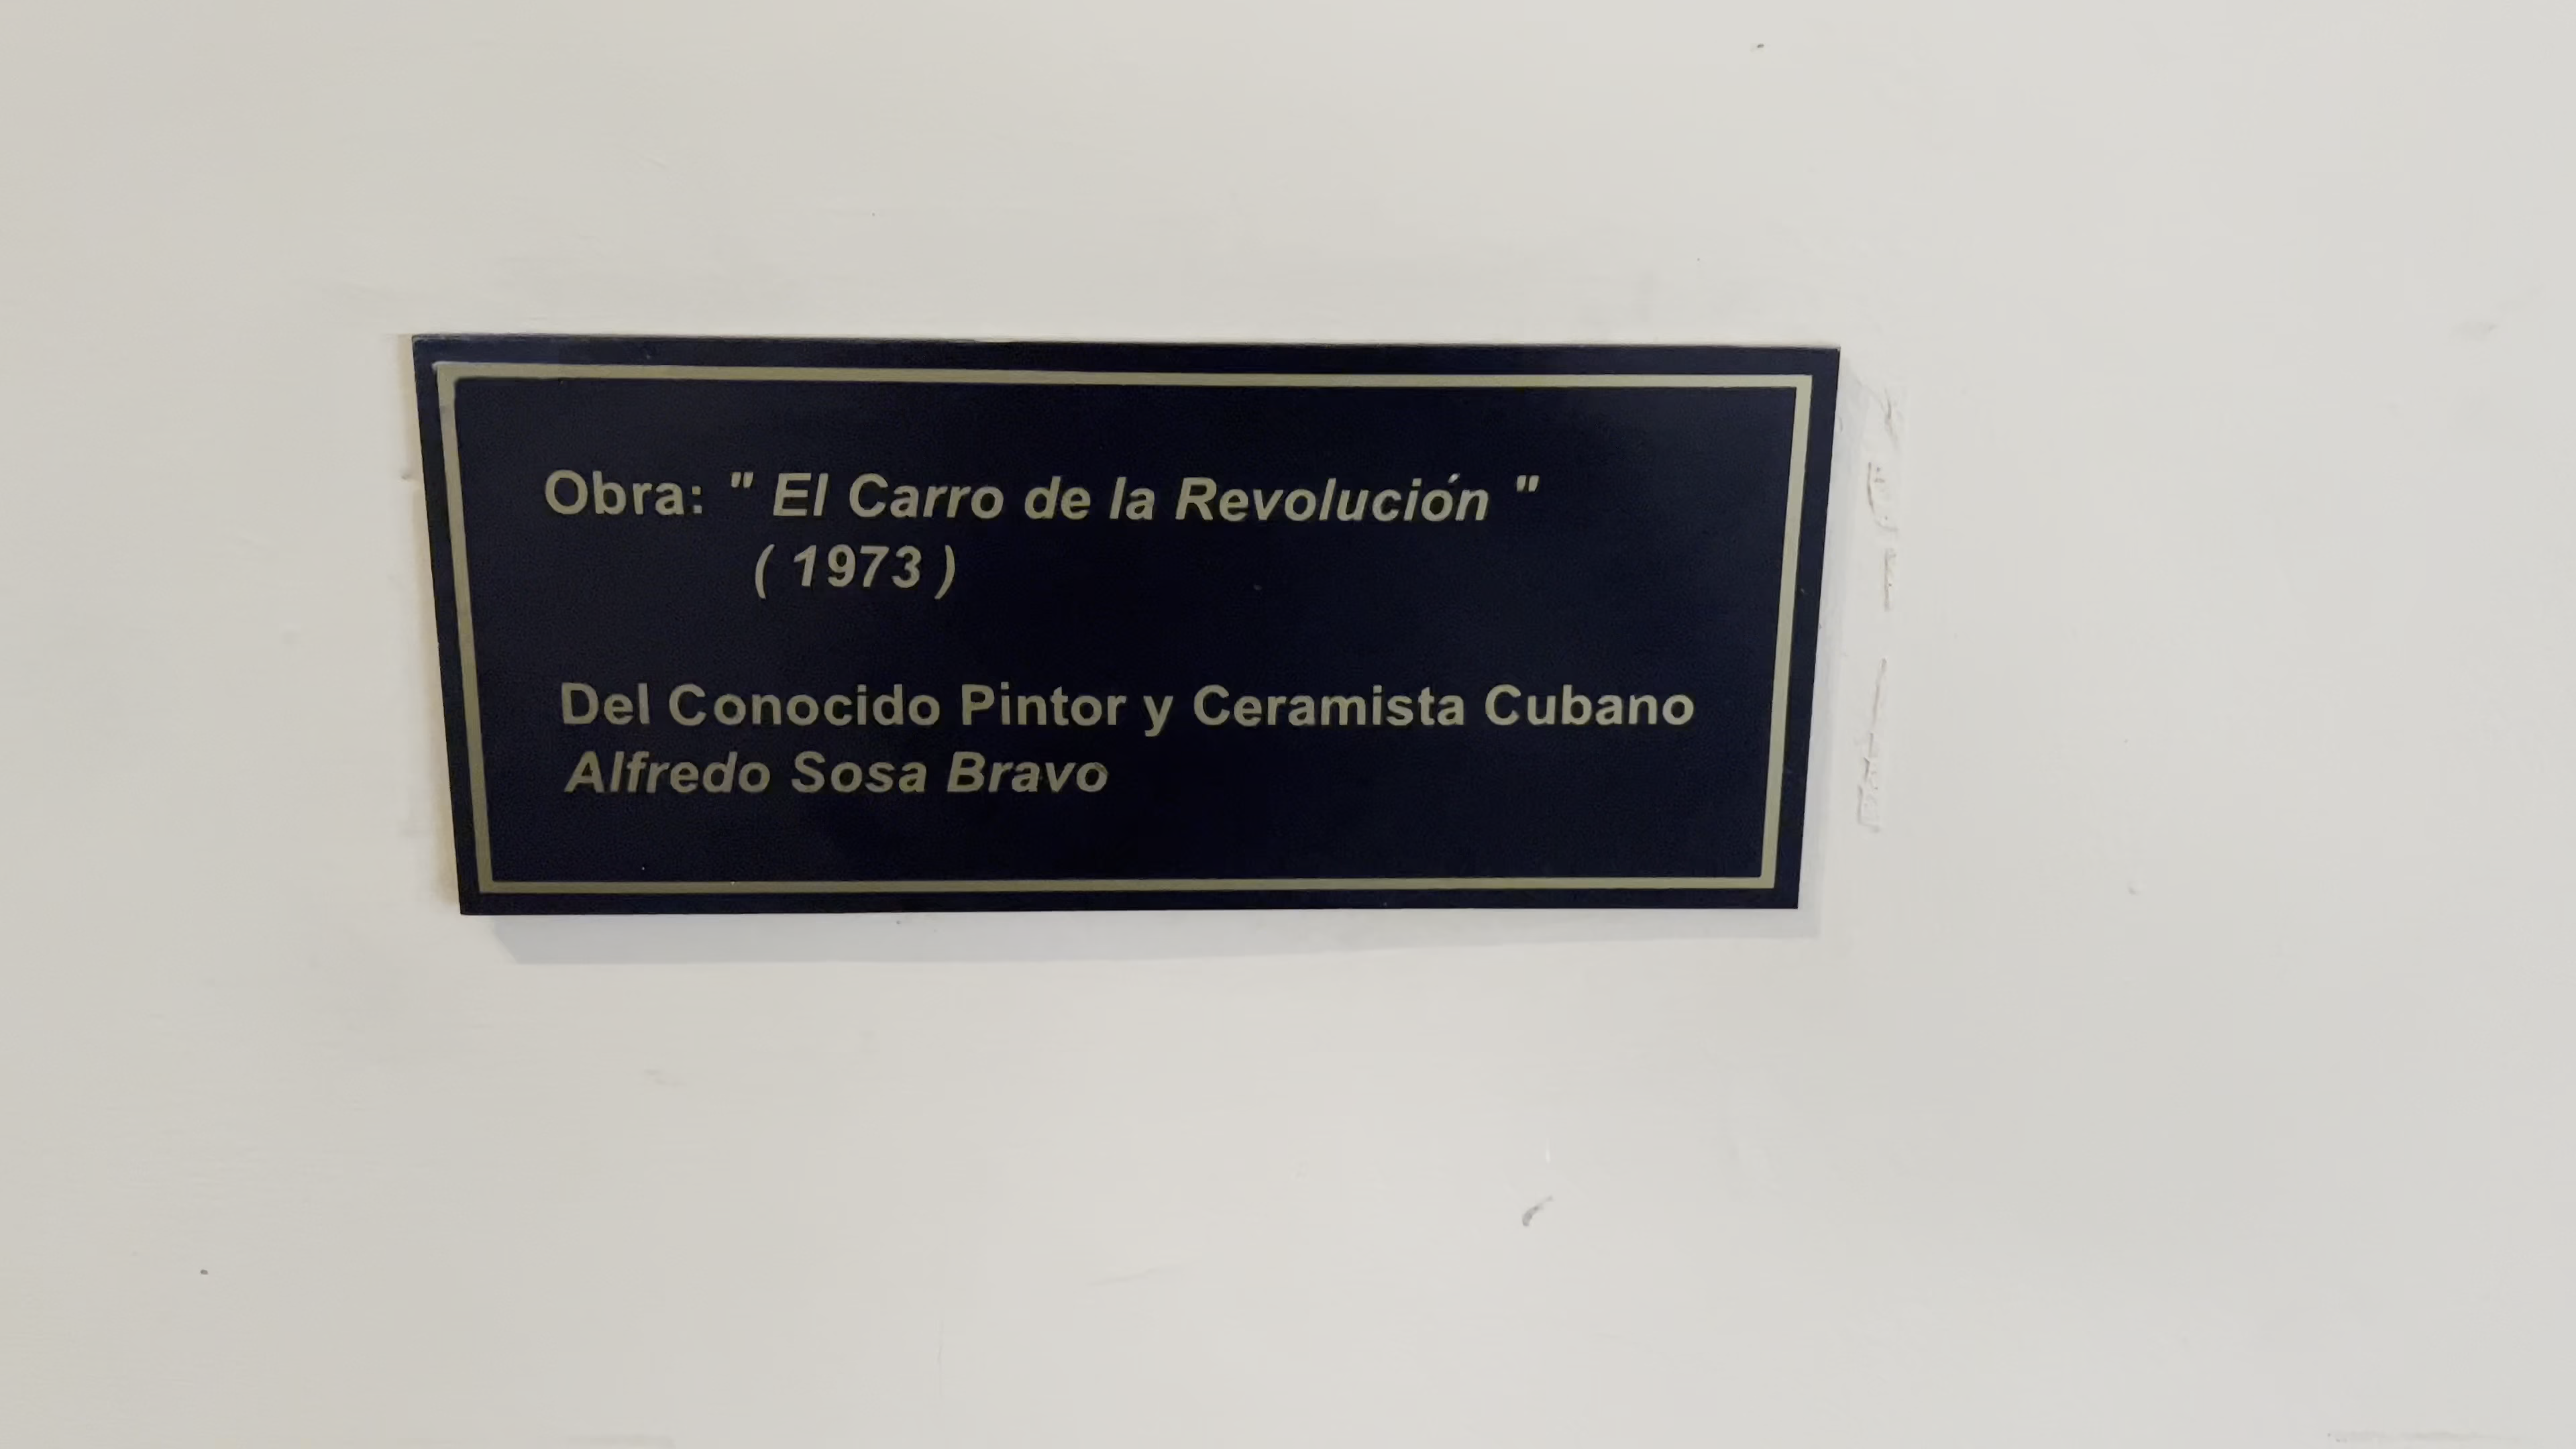 Obra: " El Carro de la Revolución "
( 1973 )
Del Conocido Pintor y Ceramista Cubano
Alfredo Sosa Bravo